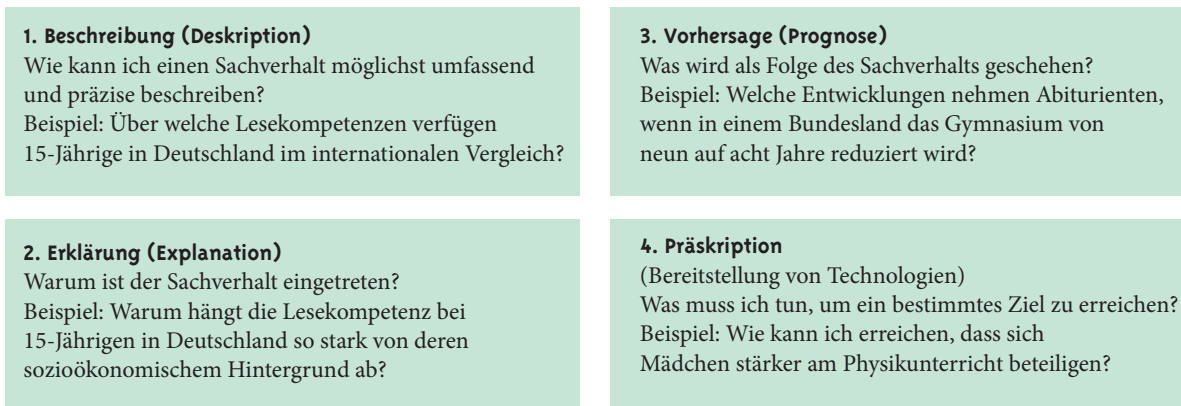 1. Beschreibung (Deskription)
Wie kann ich einen Sachverhalt möglichst umfassend
und präzise beschreiben?
Beispiel: Über welche Lesekompetenzen verfügen
15-Jährige in Deutschland im internationalen Vergleich?
2. Erklärung (Explanation)
Warum ist der Sachverhalt eingetreten?
Beispiel: Warum hängt die Lesekompetenz bei
15-Jährigen in Deutschland so stark von deren
sozioökonomischem Hintergrund ab?
3. Vorhersage (Prognose)
Was wird als Folge des Sachverhalts geschehen?
Beispiel: Welche Entwicklungen nehmen Abiturienten,
wenn in einem Bundesland das Gymnasium von
neun auf acht Jahre reduziert wird?
4. Präskription
(Bereitstellung von Technologien)
Was muss ich tun, um ein bestimmtes Ziel zu erreichen?
Beispiel: Wie kann ich erreichen, dass sich
Mädchen stärker am Physikunterricht beteiligen?